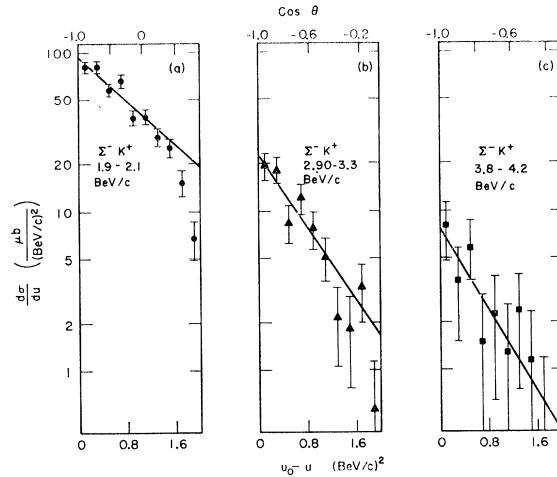 Cos θ
-1.0 0 -1.0 -0.6 -0.2 -1.0 -0.6
100
50
20
10
5
2
1
dσ/du (μb/(BeV/c)²)
(a)
Σ⁻ K⁺
1.9 - 2.1
BeV/c
(b)
Σ⁻ K⁺
2.90-3.3
BeV/c
(c)
Σ⁻ K⁺
3.8 - 4.2
BeV/c
0 0.8 1.6 0 0.8 1.6 0 0.8 1.6
u₀- u (BeV/c)²